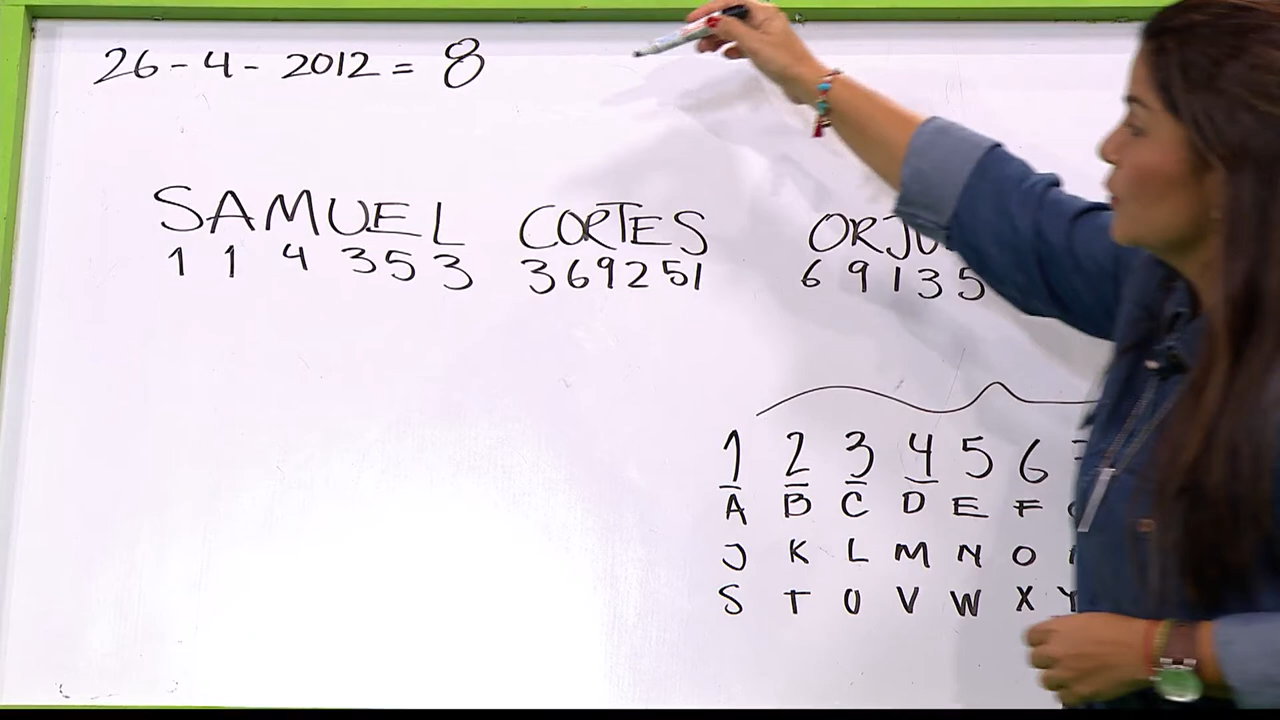 26 - 4 - 2012 = 8
SAMUEL CORTES ORJU
1 1 4 3 5 3 3 6 9 2 5 1 6 9 1 3 5
1 2 3 4 5 6
A B C D E F
J K L M N O
S T U V W X Y